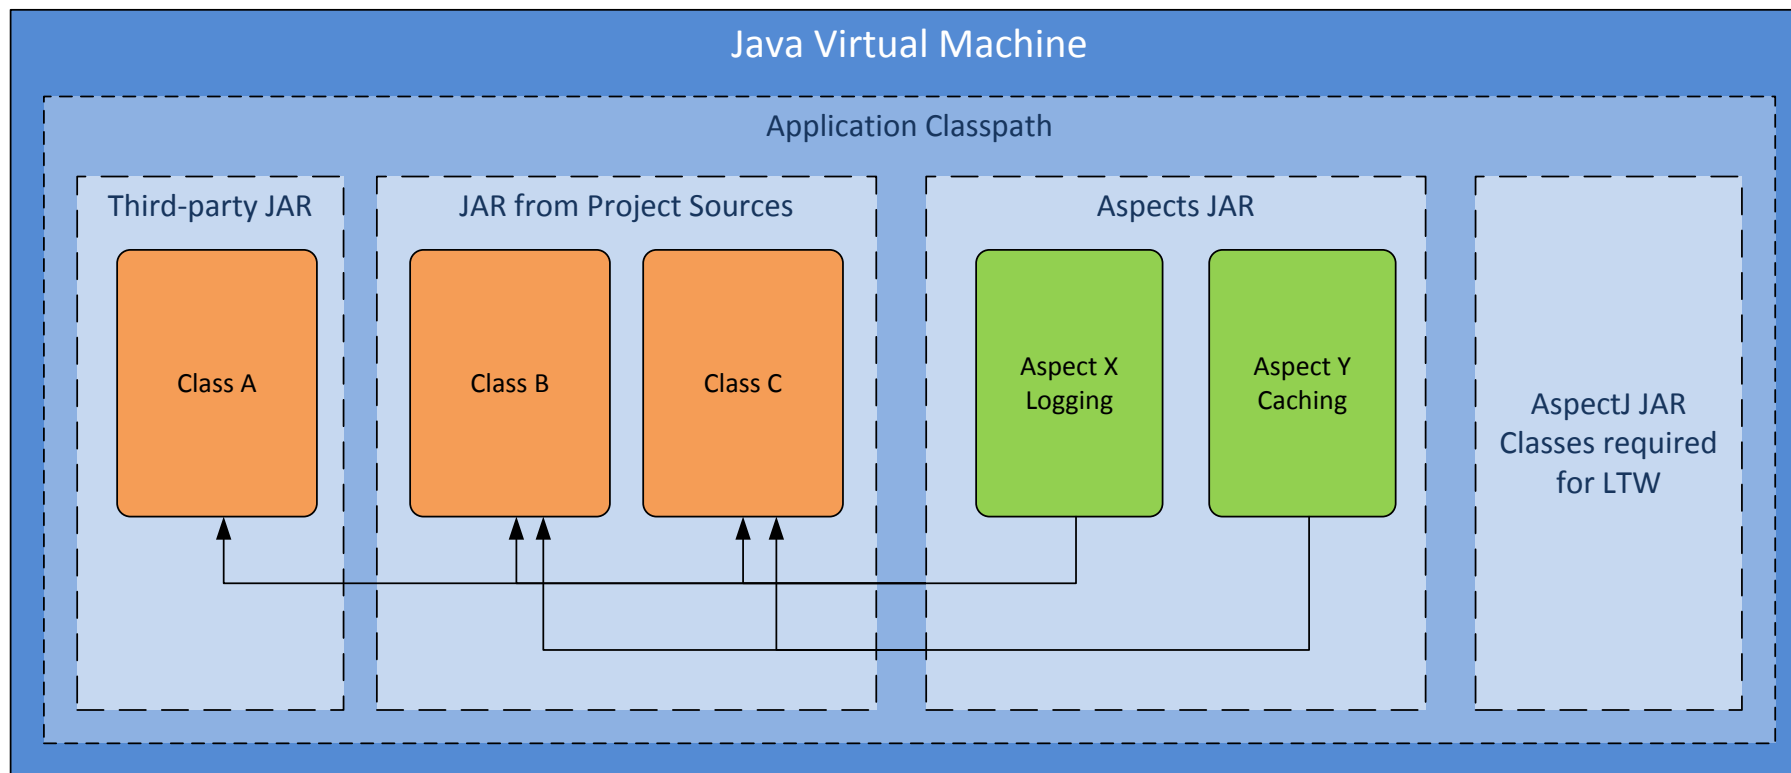 Java Virtual Machine
Application Classpath
Third-party JAR
JAR from Project Sources
Aspects JAR
Class A
Class B
Class C
Aspect X
Logging
Aspect Y
Caching
AspectJ JAR
Classes required
for LTW